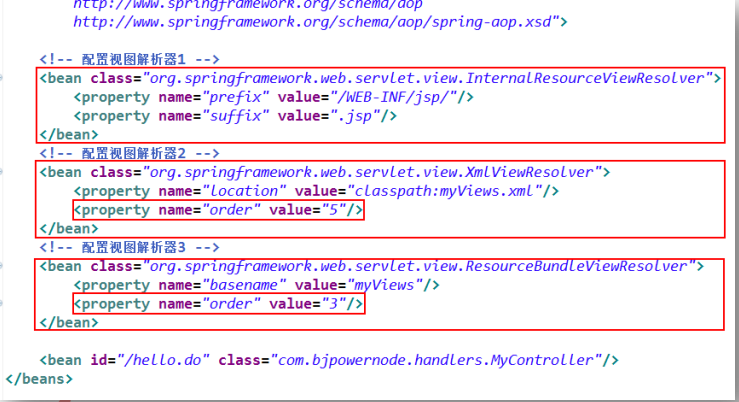 http://www.springframework.org/schema/aop
http://www.springframework.org/schema/aop/spring-aop.xsd">
<!-- 配置视图解析器1 -->
<bean class="org.springframework.web.servlet.view.InternalResourceViewResolver">
<property name="prefix" value="/WEB-INF/jsp/"/>
<property name="suffix" value=".jsp"/>
</bean>
<!-- 配置视图解析器2 -->
<bean class="org.springframework.web.servlet.view.XmlViewResolver">
<property name="location" value="classpath:myViews.xml"/>
<property name="order" value="5"/>
</bean>
<!-- 配置视图解析器3 -->
<bean class="org.springframework.web.servlet.view.ResourceBundleViewResolver">
<property name="basename" value="myViews"/>
<property name="order" value="3"/>
</bean>
<bean id="/hello.do" class="com.bjpowernode.handlers.MyController"/>
</beans>